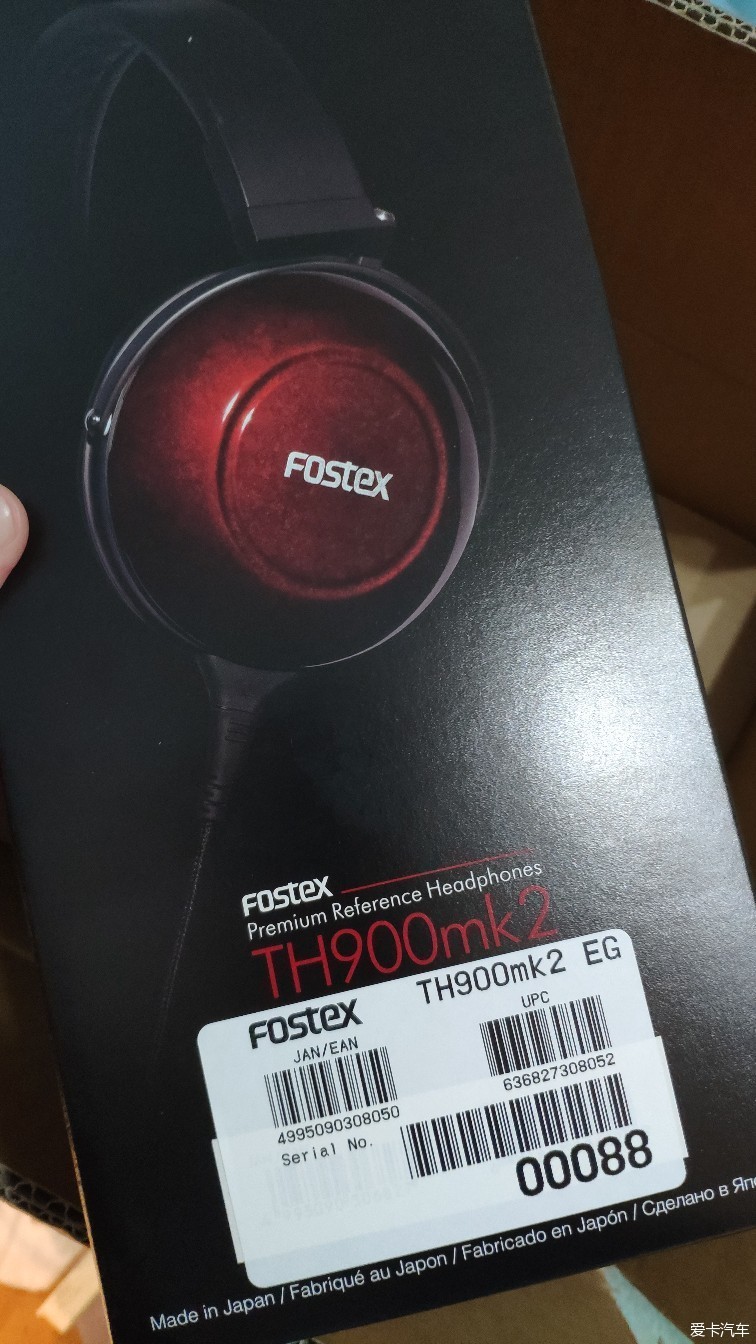 FOSTEX
FOSTEX
Premium Reference Headphones
TH900mk2
TH900mk2 EG
FOSTEX
JAN/EAN
UPC
4995090308050
636827308052
Serial No.
00088
Made in Japan / Fabriqué au Japon / Fabricado en Japón / Сделано в
爱卡汽车